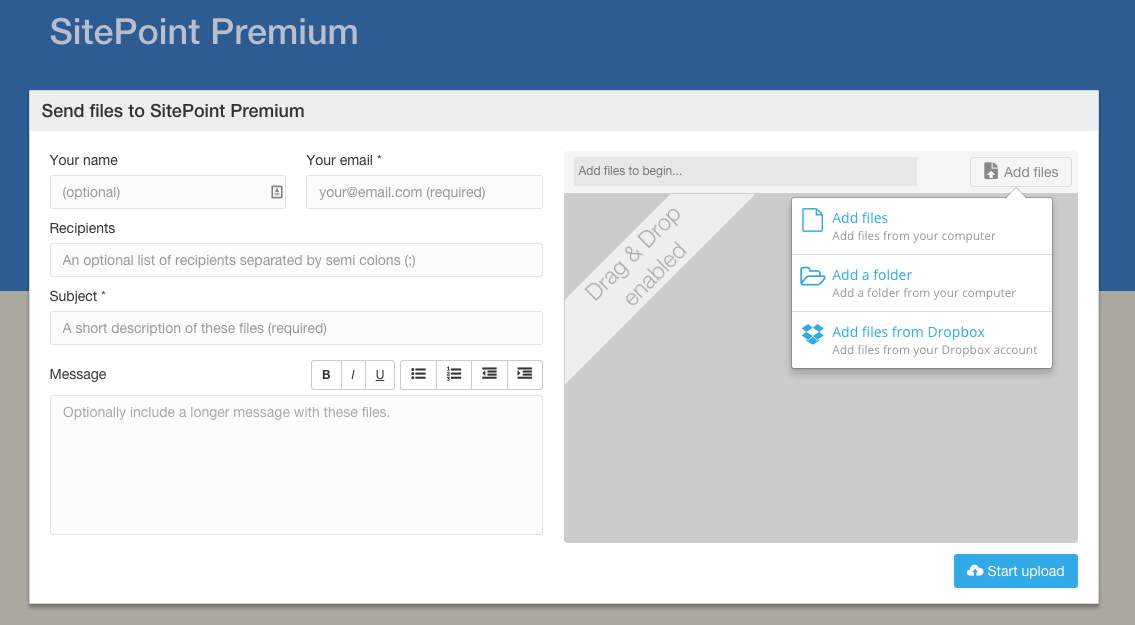 SitePoint Premium
Send files to SitePoint Premium
Your name
Your email *
(optional)
your@email.com (required)
Recipients
An optional list of recipients separated by semi colons (;)
Subject *
A short description of these files (required)
Message
B I U
Optionally include a longer message with these files.
Add files to begin...
Add files
Drag & Drop
enabled
Add files
Add files from your computer
Add a folder
Add a folder from your computer
Add files from Dropbox
Add files from your Dropbox account
Start upload